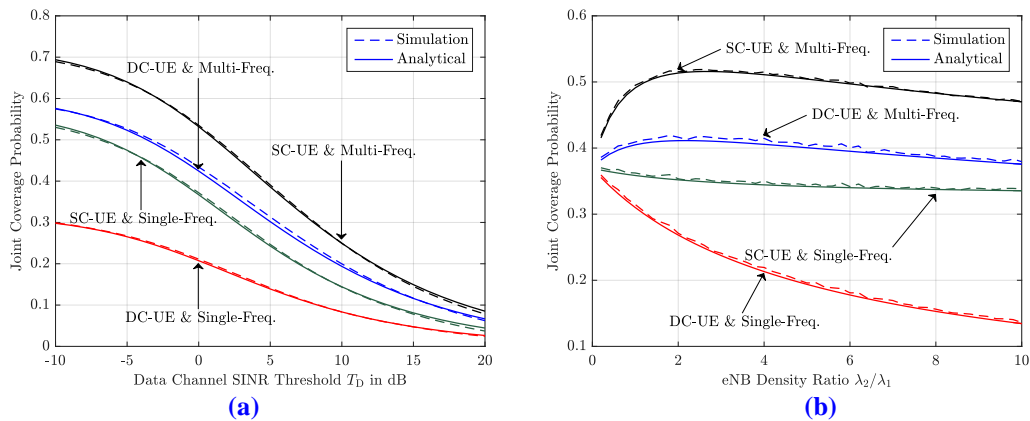 Joint Coverage Probability
0.8
0.7
0.6
0.5
0.4
0.3
0.2
0.1
0
Simulation
Analytical
DC-UE & Multi-Freq.
SC-UE & Multi-Freq.
SC-UE & Single-Freq.
DC-UE & Single-Freq.
-10 -5 0 5 10 15 20
Data Channel SINR Threshold T_D in dB
(a)
Joint Coverage Probability
0.6
0.5
0.4
0.3
0.2
0.1
Simulation
Analytical
SC-UE & Multi-Freq.
DC-UE & Multi-Freq.
SC-UE & Single-Freq.
DC-UE & Single-Freq.
0 2 4 6 8 10
eNB Density Ratio λ₂/λ₁
(b)